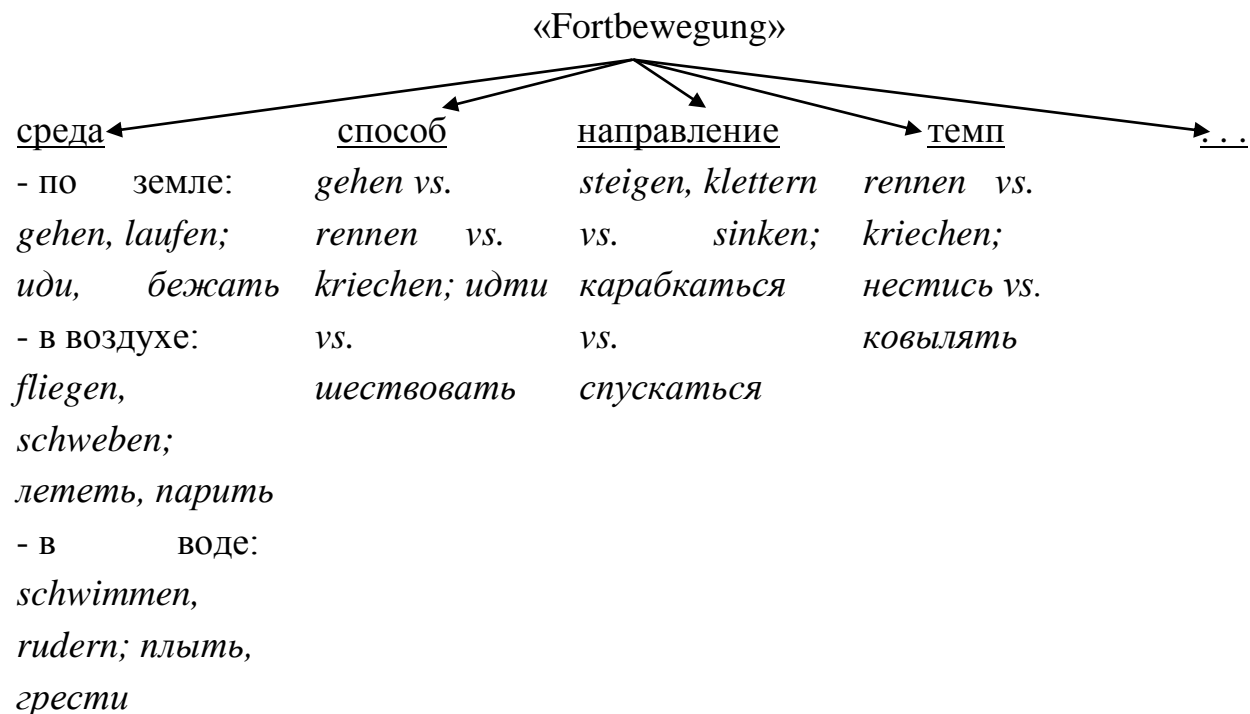 «Fortbewegung»
среда способ направление темп . . .
- по земле: gehen vs. steigen, klettern rennen vs.
gehen, laufen; rennen vs. vs. sinken; kriechen;
иди, бежать kriechen; идти карабкаться нестись vs.
- в воздухе: vs. vs. ковылять
fliegen, шествовать спускаться
schweben;
лететь, парить
- в воде:
schwimmen,
rudern; плыть,
грести